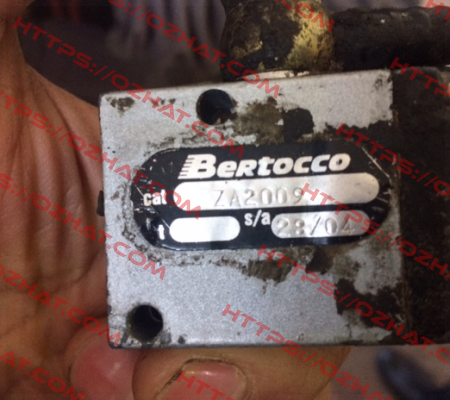 BERTOCCO
cat ZA2009
s/a 28/04
HTTPS://OZHAT.COM